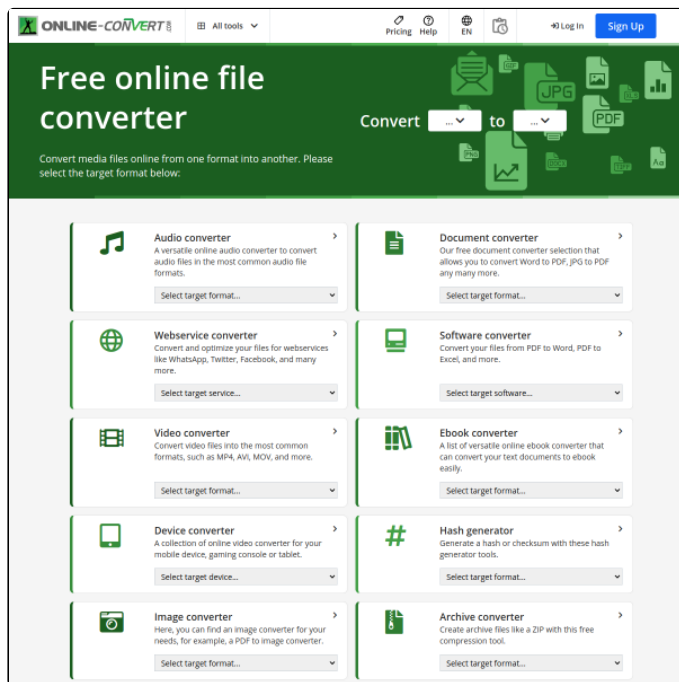 ONLINE-CONVERT.COM
All tools
Pricing
Help
EN
Log In
Sign Up
Free online file
converter
Convert media files online from one format into another. Please
select the target format below:
Convert ... to ...
JPG
PDF
PNG
Aa
Audio converter
A versatile online audio converter to convert
audio files in the most common audio file
formats.
Select target format...
Document converter
Our free document converter selection that
allows you to convert Word to PDF, JPG to PDF
any many more.
Select target format...
Webservice converter
Convert and optimize your files for webservices
like WhatsApp, Twitter, Facebook, and many
more.
Select target service...
Software converter
Convert your files from PDF to Word, PDF to
Excel, and more.
Select target software...
Video converter
Convert video files into the most common
formats, such as MP4, AVI, MOV, and more.
Select target format...
Ebook converter
A list of versatile online ebook converter that
can convert your text documents to ebook
easily.
Select target format...
Device converter
A collection of online video converter for your
mobile device, gaming console or tablet.
Select target device...
Hash generator
Generate a hash or checksum with these hash
generator tools.
Select target format...
Image converter
Here, you can find an image converter for your
needs, for example, a PDF to image converter.
Select target format...
Archive converter
Create archive files like a ZIP with this free
compression tool.
Select target format...